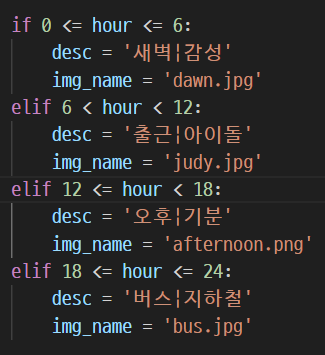 if 0 <= hour <= 6:
    desc = '새벽¦감성'
    img_name = 'dawn.jpg'
elif 6 < hour < 12:
    desc = '출근¦아이돌'
    img_name = 'judy.jpg'
elif 12 <= hour < 18:
    desc = '오후¦기분'
    img_name = 'afternoon.png'
elif 18 <= hour <= 24:
    desc = '버스¦지하철'
    img_name = 'bus.jpg'